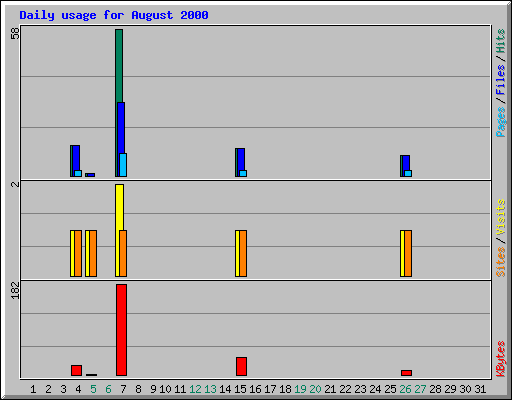 Daily usage for August 2000
58
Pages / Files / Hits
2
Sites / Visits
182
KBytes
1 2 3 4 5 6 7 8 9 10 11 12 13 14 15 16 17 18 19 20 21 22 23 24 25 26 27 28 29 30 31